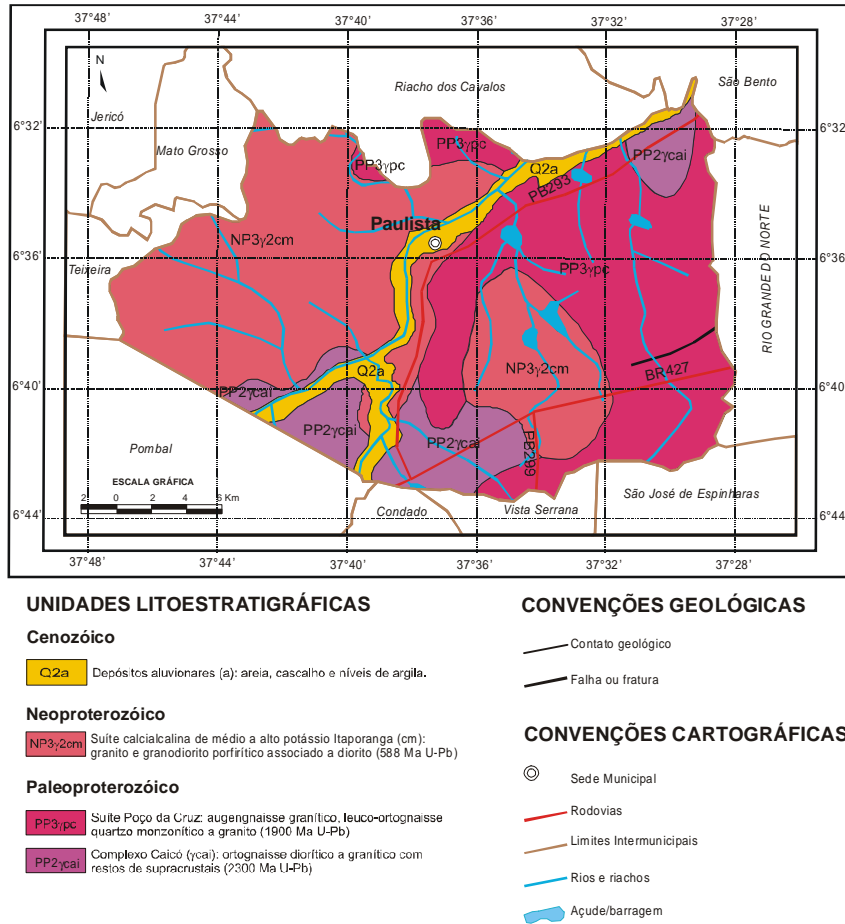 37°48' 37°44' 37°40' 37°36' 37°32' 37°28'
N
Riacho dos Cavalos
São Bento
Jericó
6°32' 6°32'
Mato Grosso
PP3γpc
PP2γcai
PP3γpc
Q2a
PB293
Paulista
NP3γ2cm
6°36' 6°36'
Teixeira
PP3γpc
RIO GRANDE DO NORTE
Q2a
NP3γ2cm
BR427
6°40' 6°40'
PP2γcai
PP2γcai
PP2γcai
PB299
Pombal
ESCALA GRÁFICA
2 0 2 4 6 Km
São José de Espinharas
Condado
Vista Serrana
6°44' 6°44'
37°48' 37°44' 37°40' 37°36' 37°32' 37°28'
UNIDADES LITOESTRATIGRÁFICAS
Cenozóico
Q2a Depósitos aluvionares (a): areia, cascalho e níveis de argila.
Neoproterozóico
NP3γ2cm Suíte calcialcalina de médio a alto potássio Itaporanga (cm):
granito e granodiorito porfirítico associado a diorito (588 Ma U-Pb)
Paleoproterozóico
PP3γpc Suíte Poço da Cruz: augengnaisse granítico, leuco-ortognaisse
quartzo monzonítico a granito (1900 Ma U-Pb)
PP2γcai Complexo Caicó (γcai): ortognaisse diorítico a granítico com
restos de supracrustais (2300 Ma U-Pb)
CONVENÇÕES GEOLÓGICAS
Contato geológico
Falha ou fratura
CONVENÇÕES CARTOGRÁFICAS
Sede Municipal
Rodovias
Limites Intermunicipais
Rios e riachos
Açude/barragem